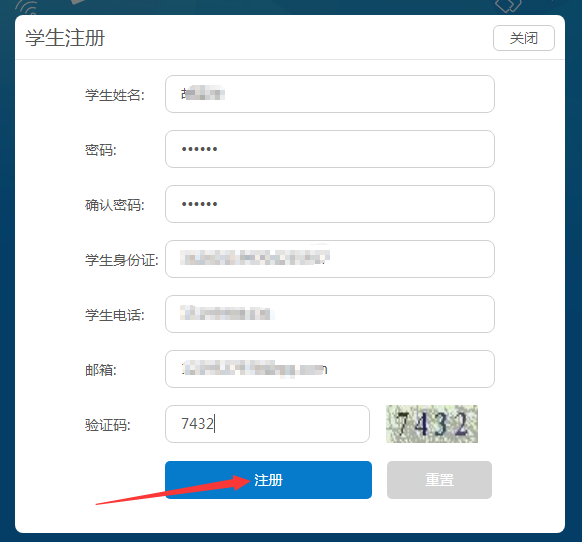 学生注册
关闭
学生姓名:
密码: ••••••
确认密码: ••••••
学生身份证:
学生电话:
邮箱:
验证码: 7432 7432
注册 重置